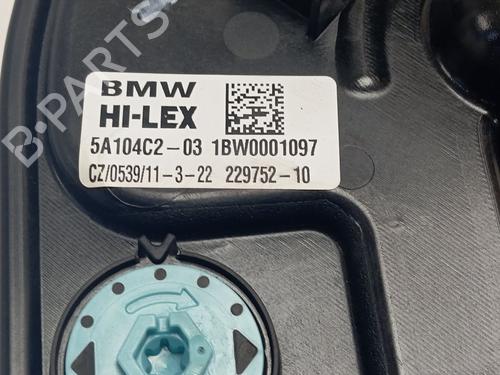 BMW
HI-LEX
5A104C2-03 1BW0001097
CZ/0539/11-3-22 229752-10
B-PARTS